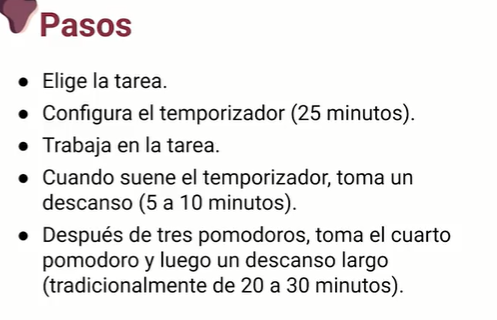 Pasos
● Elige la tarea.
● Configura el temporizador (25 minutos).
● Trabaja en la tarea.
● Cuando suene el temporizador, toma un
descanso (5 a 10 minutos).
● Después de tres pomodoros, toma el cuarto
pomodoro y luego un descanso largo
(tradicionalmente de 20 a 30 minutos).